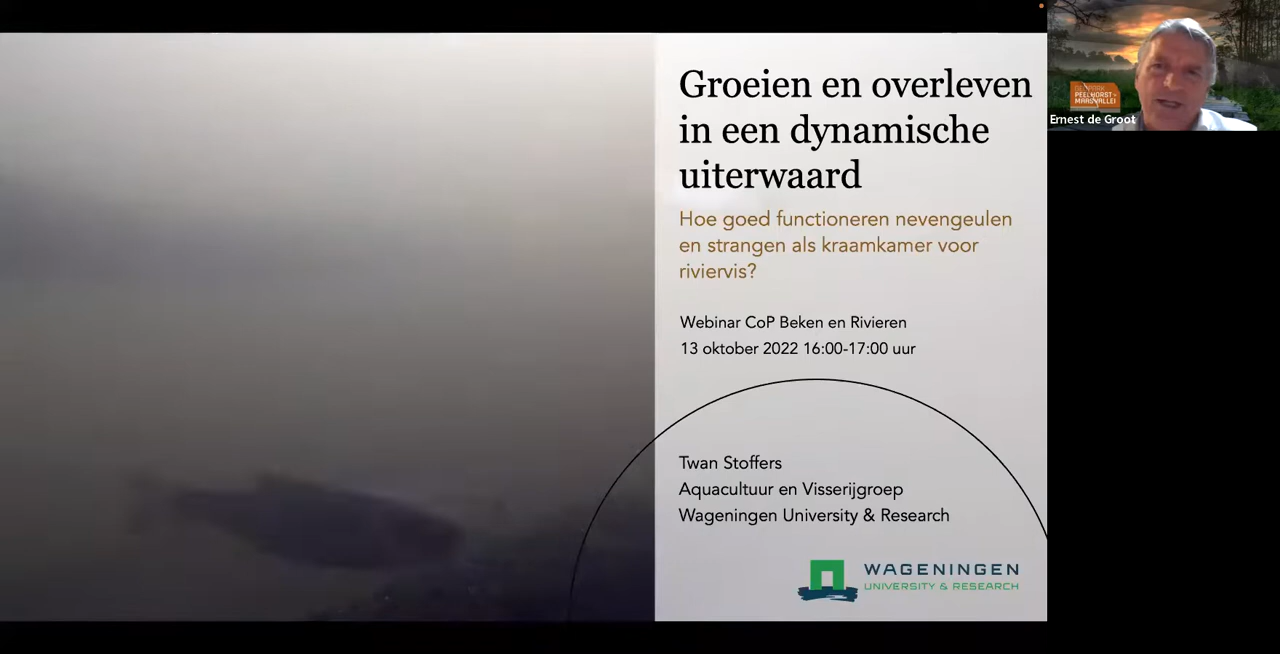 Groeien en overleven
in een dynamische
uiterwaard
Hoe goed functioneren nevengeulen
en strangen als kraamkamer voor
riviervis?
Webinar CoP Beken en Rivieren
13 oktober 2022 16:00-17:00 uur
Twan Stoffers
Aquacultuur en Visserijgroep
Wageningen University & Research
WAGENINGEN
UNIVERSITY & RESEARCH
PEELHORST
MAASVALLEI
Ernest de Groot